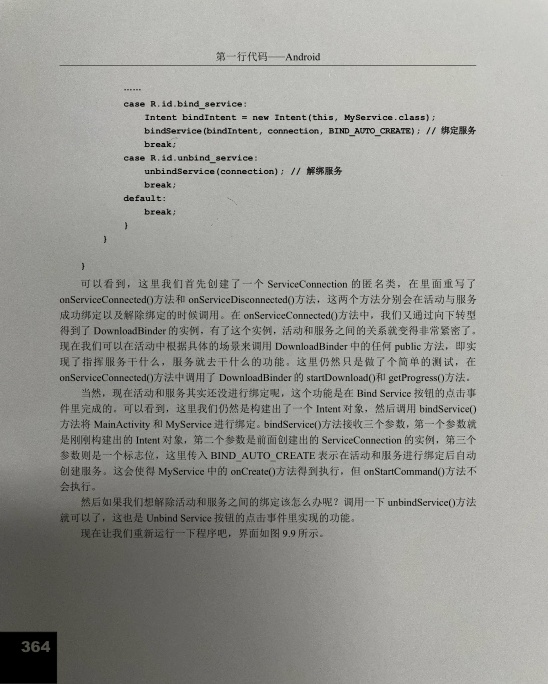 第一行代码——Android
……
case R.id.bind_service:
Intent bindIntent = new Intent(this, MyService.class);
bindService(bindIntent, connection, BIND_AUTO_CREATE); // 绑定服务
break;
case R.id.unbind_service:
unbindService(connection); // 解绑服务
break;
default:
break;
}
}
}
可以看到，这里我们首先创建了一个 ServiceConnection 的匿名类，在里面重写了
onServiceConnected()方法和 onServiceDisconnected()方法，这两个方法分别会在活动与服务
成功绑定以及解除绑定的时候调用。在 onServiceConnected()方法中，我们又通过向下转型
得到了 DownloadBinder 的实例，有了这个实例，活动和服务之间的关系就变得非常紧密了。
现在我们可以在活动中根据具体的场景来调用 DownloadBinder 中的任何 public 方法，即实
现了指挥服务干什么，服务就去干什么的功能。这里仍然只是做了个简单的测试，在
onServiceConnected()方法中调用了 DownloadBinder 的 startDownload()和 getProgress()方法。
当然，现在活动和服务其实还没进行绑定呢，这个功能是在 Bind Service 按钮的点击事
件里完成的。可以看到，这里我们仍然是构建出了一个 Intent 对象，然后调用 bindService()
方法将 MainActivity 和 MyService 进行绑定。bindService()方法接收三个参数，第一个参数就
是刚刚构建出的 Intent 对象，第二个参数是前面创建出的 ServiceConnection 的实例，第三个
参数则是一个标志位，这里传入 BIND_AUTO_CREATE 表示在活动和服务进行绑定后自动
创建服务。这会使得 MyService 中的 onCreate()方法得到执行，但 onStartCommand()方法不
会执行。
然后如果我们想解除活动和服务之间的绑定该怎么办呢？调用一下 unbindService()方法
就可以了，这也是 Unbind Service 按钮的点击事件里实现的功能。
现在让我们重新运行一下程序吧，界面如图 9.9 所示。
364